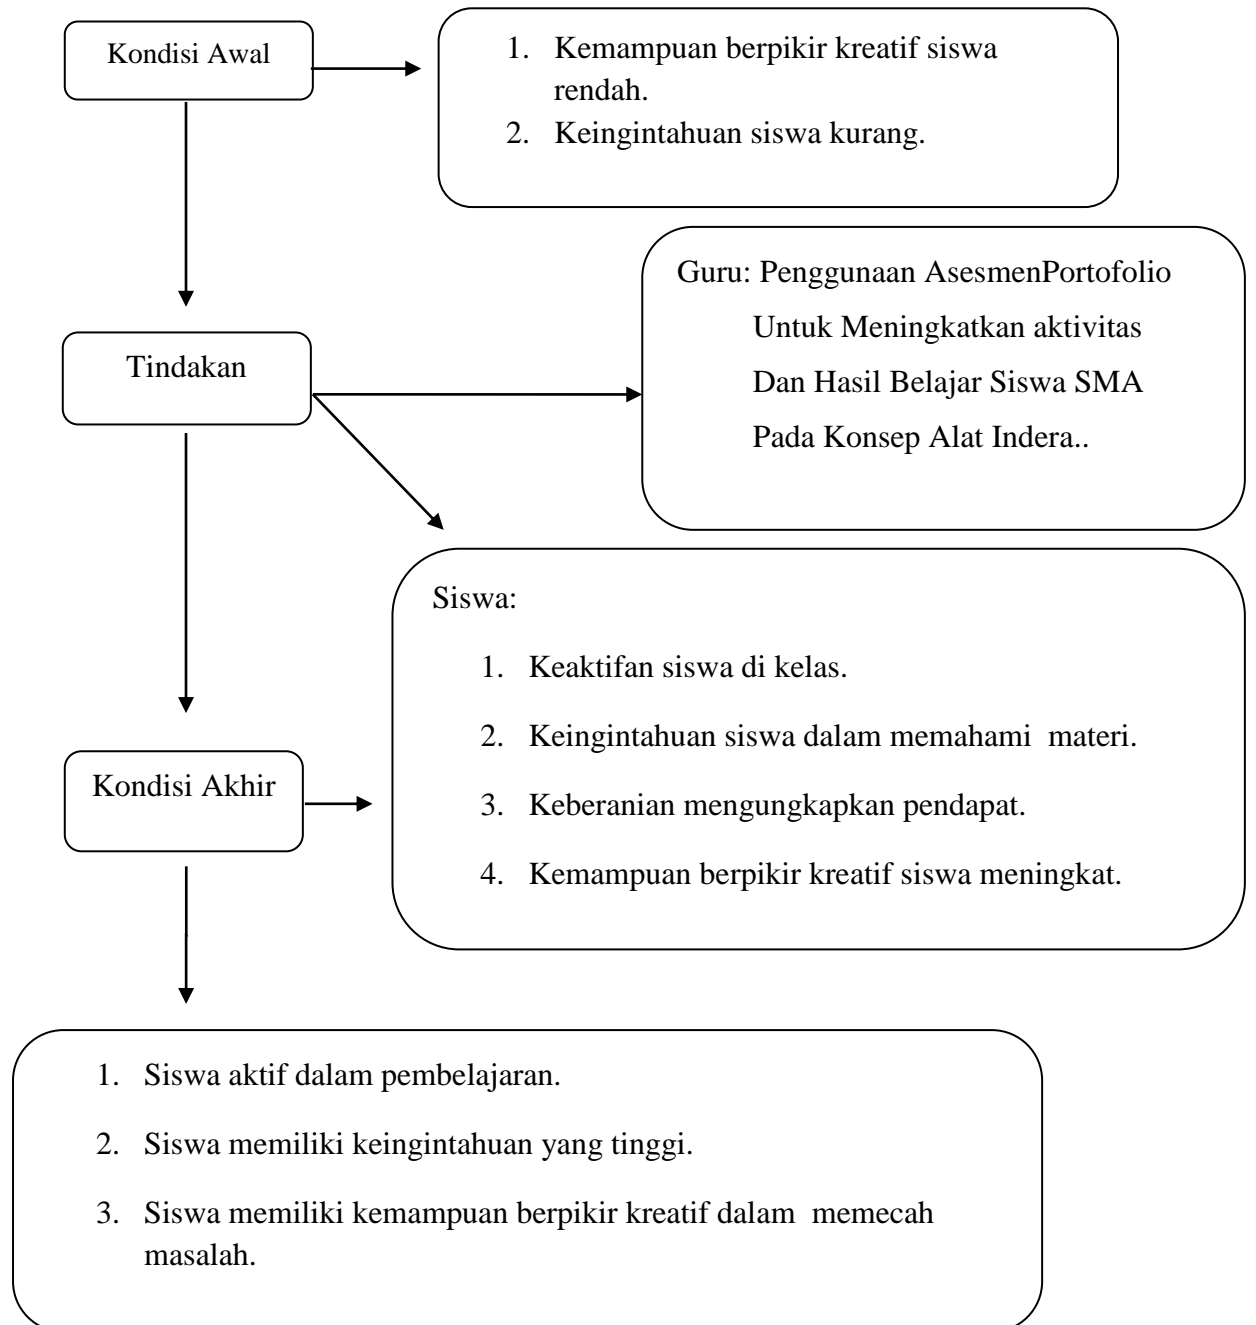 Kondisi Awal
1. Kemampuan berpikir kreatif siswa
rendah.
2. Keingintahuan siswa kurang.
Guru: Penggunaan AsesmenPortofolio
Untuk Meningkatkan aktivitas
Dan Hasil Belajar Siswa SMA
Pada Konsep Alat Indera..
Tindakan
Siswa:
1. Keaktifan siswa di kelas.
2. Keingintahuan siswa dalam memahami  materi.
3. Keberanian mengungkapkan pendapat.
4. Kemampuan berpikir kreatif siswa meningkat.
Kondisi Akhir
1. Siswa aktif dalam pembelajaran.
2. Siswa memiliki keingintahuan yang tinggi.
3. Siswa memiliki kemampuan berpikir kreatif dalam  memecah
masalah.